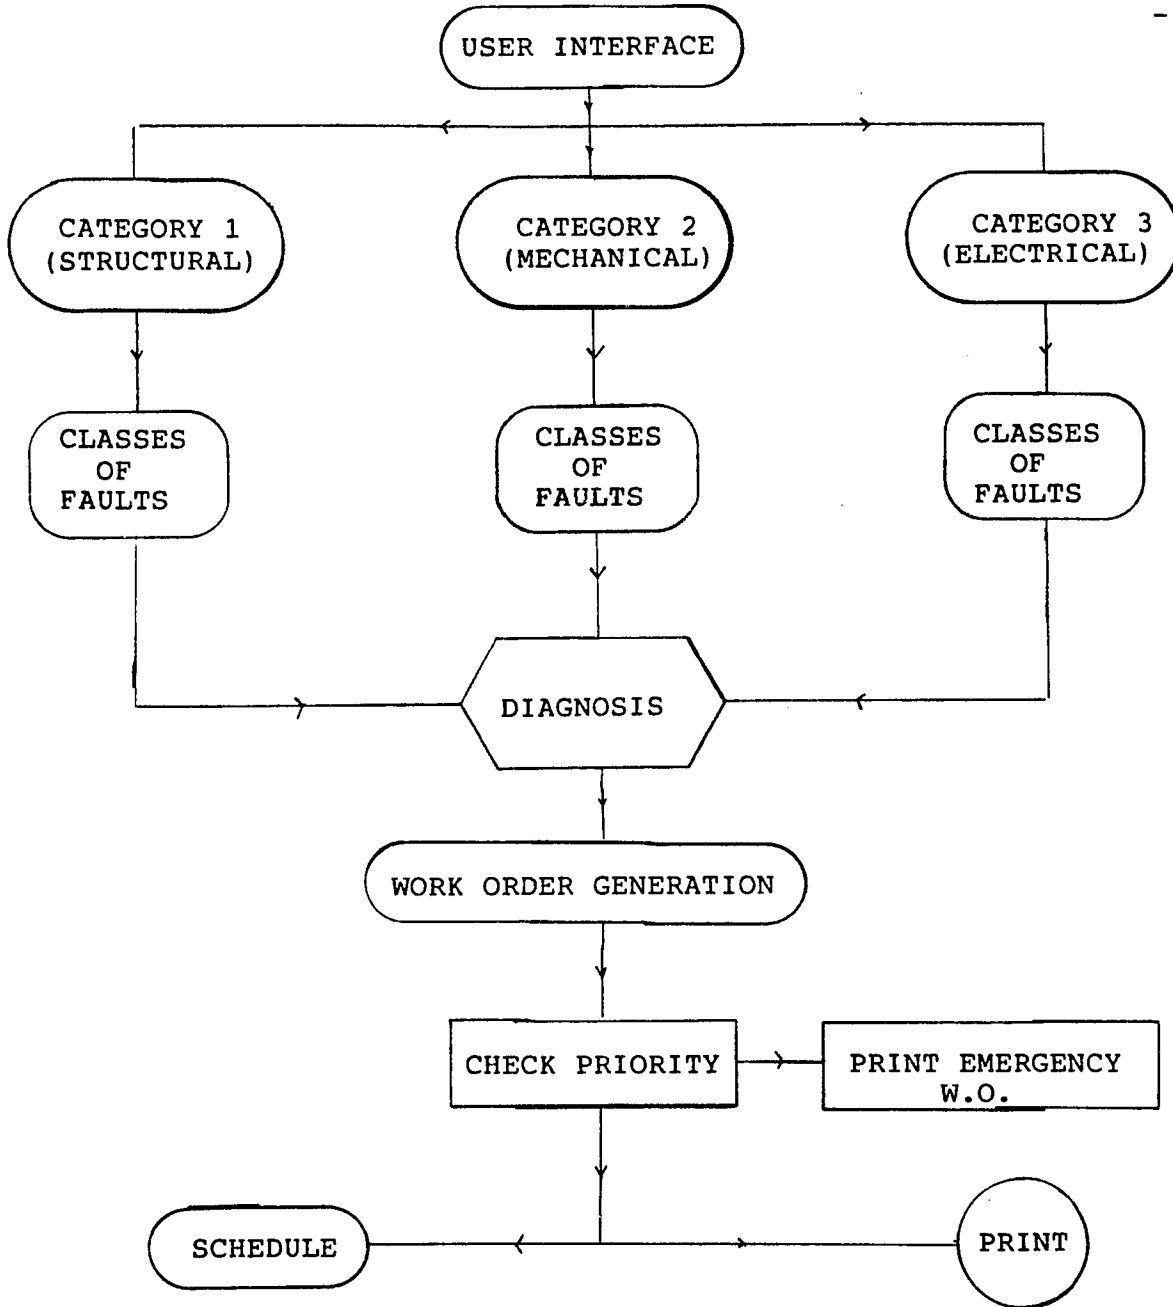 USER INTERFACE
CATEGORY 1
(STRUCTURAL)
CATEGORY 2
(MECHANICAL)
CATEGORY 3
(ELECTRICAL)
CLASSES
OF
FAULTS
CLASSES
OF
FAULTS
CLASSES
OF
FAULTS
DIAGNOSIS
WORK ORDER GENERATION
CHECK PRIORITY
PRINT EMERGENCY
W.O.
SCHEDULE
PRINT